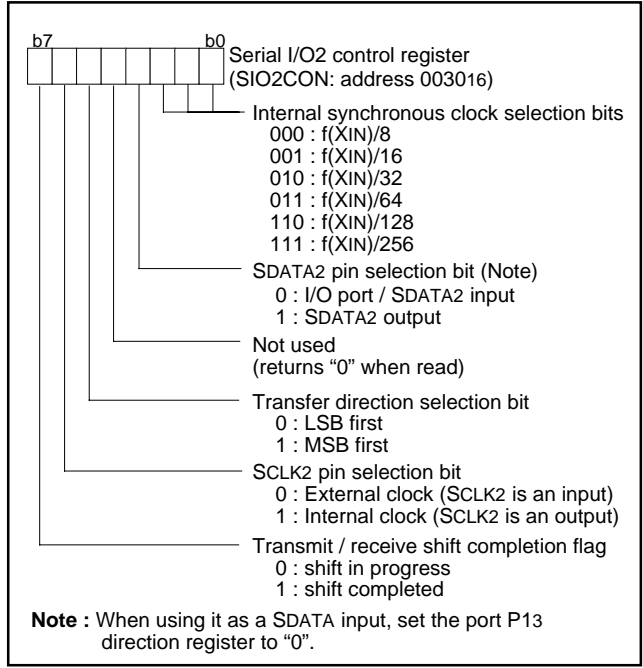 b7 b0
Serial I/O2 control register
(SIO2CON: address 003016)
Internal synchronous clock selection bits
000 : f(XIN)/8
001 : f(XIN)/16
010 : f(XIN)/32
011 : f(XIN)/64
110 : f(XIN)/128
111 : f(XIN)/256
SDATA2 pin selection bit (Note)
0 : I/O port / SDATA2 input
1 : SDATA2 output
Not used
(returns “0” when read)
Transfer direction selection bit
0 : LSB first
1 : MSB first
SCLK2 pin selection bit
0 : External clock (SCLK2 is an input)
1 : Internal clock (SCLK2 is an output)
Transmit / receive shift completion flag
0 : shift in progress
1 : shift completed
Note : When using it as a SDATA input, set the port P13
direction register to “0”.